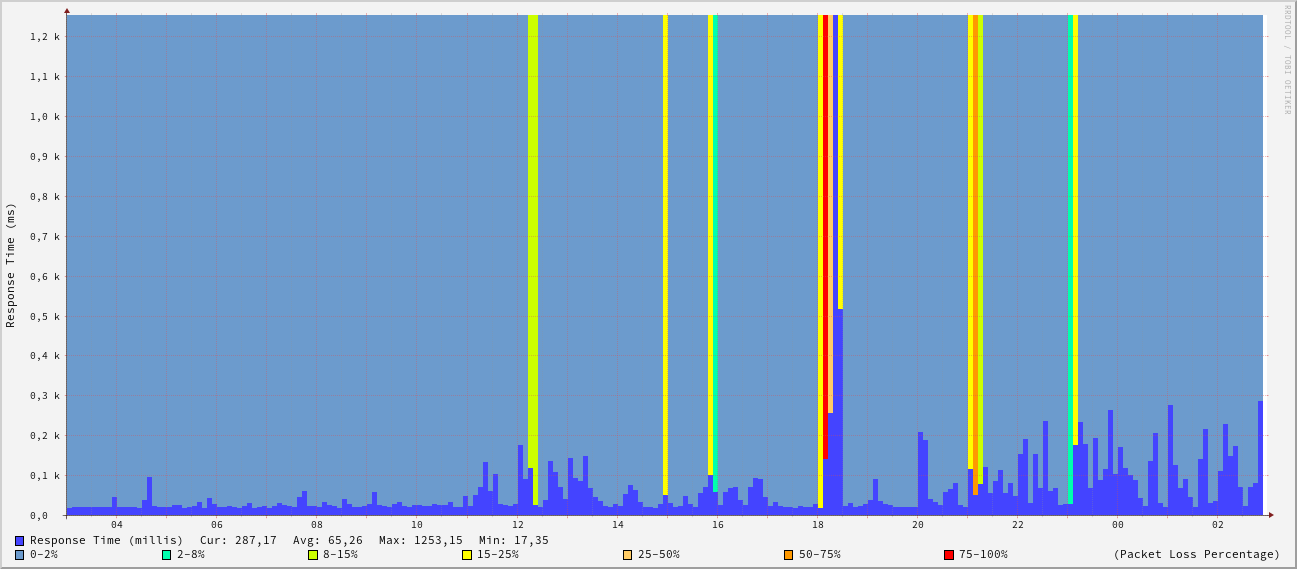 RRDTOOL / TOBI OETIKER
Response Time (ms)
1,2 k
1,1 k
1,0 k
0,9 k
0,8 k
0,7 k
0,6 k
0,5 k
0,4 k
0,3 k
0,2 k
0,1 k
0,0
04 06 08 10 12 14 16 18 20 22 00 02
Response Time (millis) Cur: 287,17 Avg: 65,26 Max: 1253,15 Min: 17,35
0-2% 2-8% 8-15% 15-25% 25-50% 50-75% 75-100% (Packet Loss Percentage)